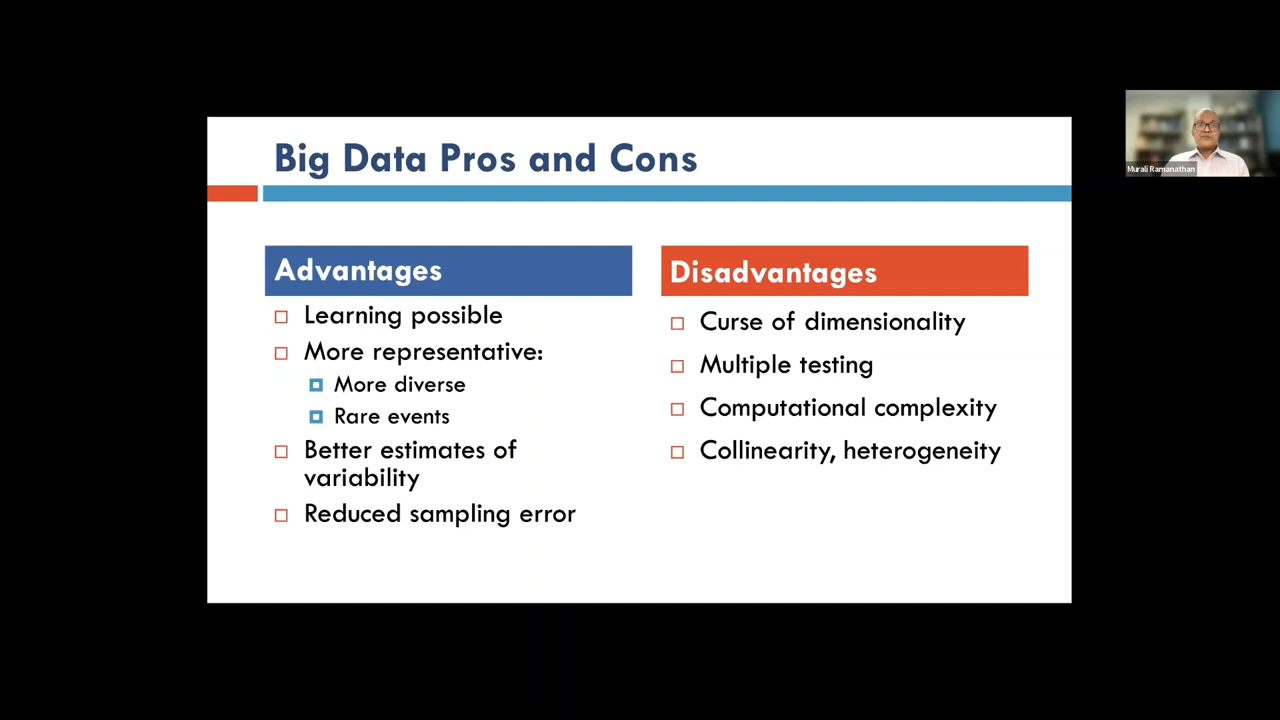 Big Data Pros and Cons
Advantages
Learning possible
More representative:
More diverse
Rare events
Better estimates of
variability
Reduced sampling error
Disadvantages
Curse of dimensionality
Multiple testing
Computational complexity
Collinearity, heterogeneity
Murali Ramanathan